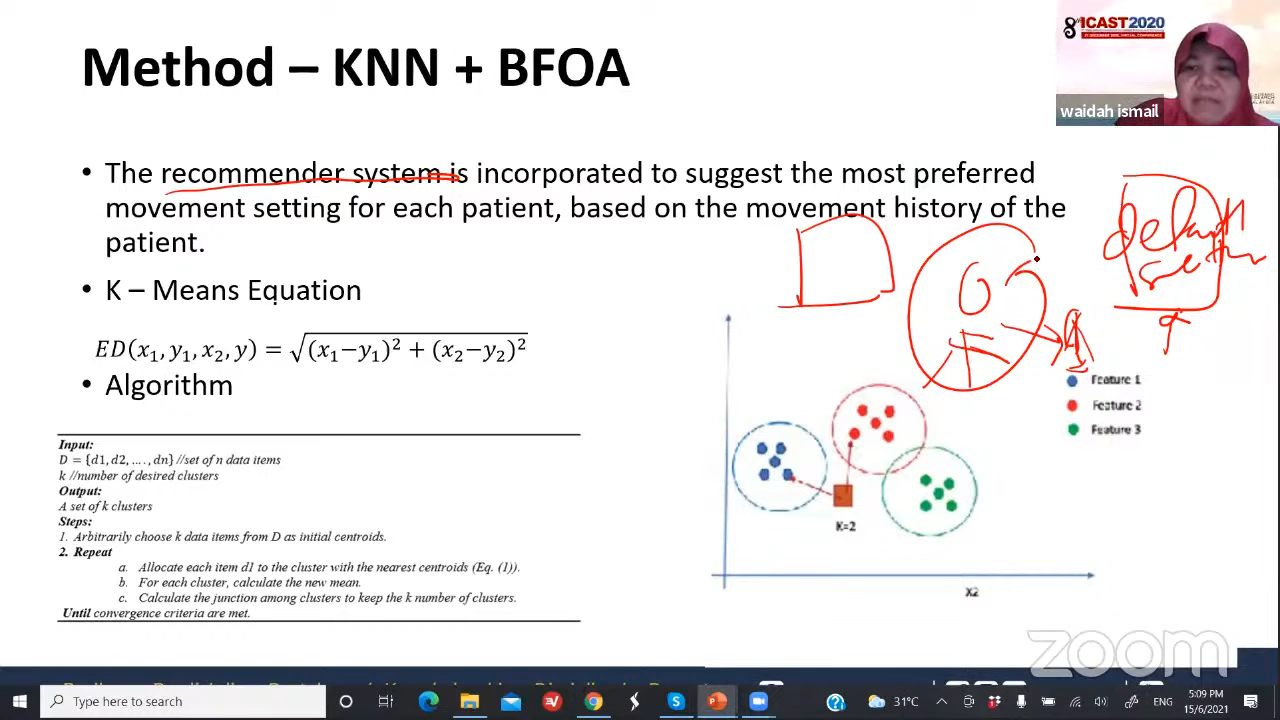 8th ICAST2020
waidah ismail
Method – KNN + BFOA
• The recommender system is incorporated to suggest the most preferred
movement setting for each patient, based on the movement history of the
patient.
• K – Means Equation
ED(x₁, y₁, x₂, y) = √(x₁−y₁)² + (x₂−y₂)²
• Algorithm
Input:
D = {d1, d2, …., dn} //set of n data items
k //number of desired clusters
Output:
A set of k clusters
Steps:
1. Arbitrarily choose k data items from D as initial centroids.
2. Repeat
a. Allocate each item d1 to the cluster with the nearest centroids (Eq. (1)).
b. For each cluster, calculate the new mean.
c. Calculate the junction among clusters to keep the k number of clusters.
Until convergence criteria are met.
Feature 1
Feature 2
Feature 3
K=2
X2
zoom
Type here to search
31°C
5:09 PM
15/6/2021